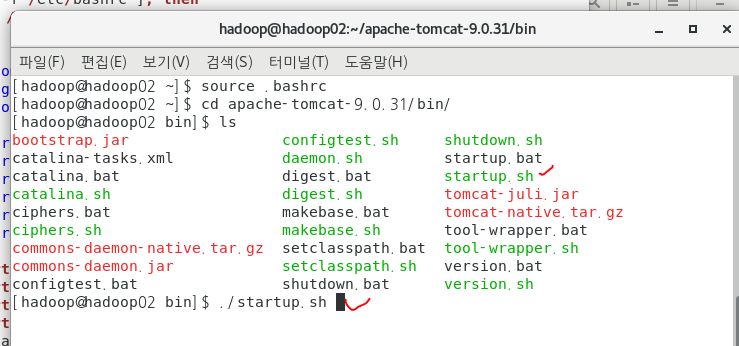 /etc/bashrc ]; then
hadoop@hadoop02:~/apache-tomcat-9.0.31/bin
파일(F) 편집(E) 보기(V) 검색(S) 터미널(T) 도움말(H)
[hadoop@hadoop02 ~]$ source .bashrc
[hadoop@hadoop02 ~]$ cd apache-tomcat-9.0.31/bin/
[hadoop@hadoop02 bin]$ ls
bootstrap.jar configtest.sh shutdown.sh
catalina-tasks.xml daemon.sh startup.bat
catalina.bat digest.bat startup.sh
catalina.sh digest.sh tomcat-juli.jar
ciphers.bat makebase.bat tomcat-native.tar.gz
ciphers.sh makebase.sh tool-wrapper.bat
commons-daemon-native.tar.gz setclasspath.bat tool-wrapper.sh
commons-daemon.jar setclasspath.sh version.bat
configtest.bat shutdown.bat version.sh
[hadoop@hadoop02 bin]$ ./startup.sh